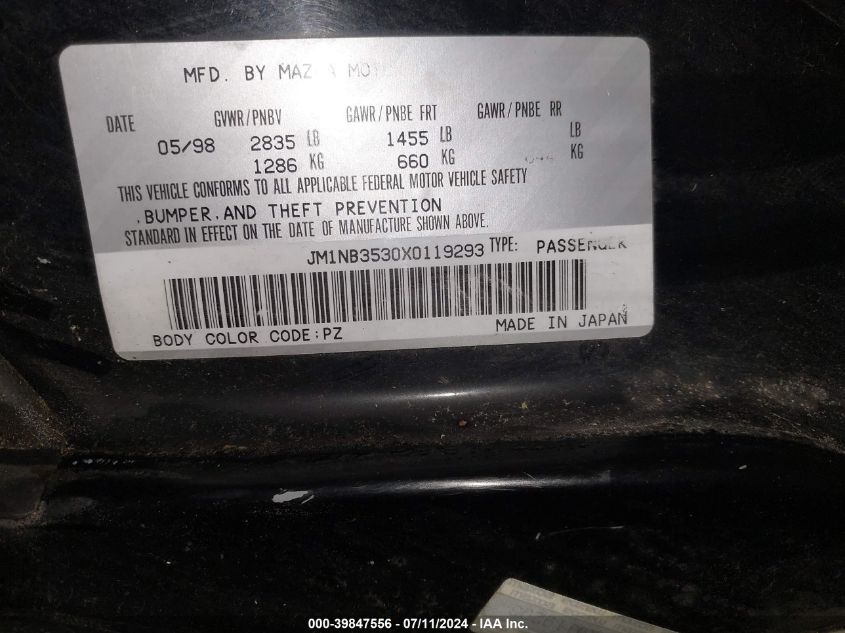 MFD. BY MAZ A MOT
DATE GVWR/PNBV GAWR/PNBE FRT GAWR/PNBE RR
05/98 2835 LB 1455 LB LB
1286 KG 660 KG KG
THIS VEHICLE CONFORMS TO ALL APPLICABLE FEDERAL MOTOR VEHICLE SAFETY
,BUMPER,AND THEFT PREVENTION
STANDARD IN EFFECT ON THE DATE OF MANUFACTURE SHOWN ABOVE.
JM1NB3530X0119293 TYPE: PASSENGER
BODY COLOR CODE:PZ MADE IN JAPAN
000-39847556 - 07/11/2024 - IAA Inc.